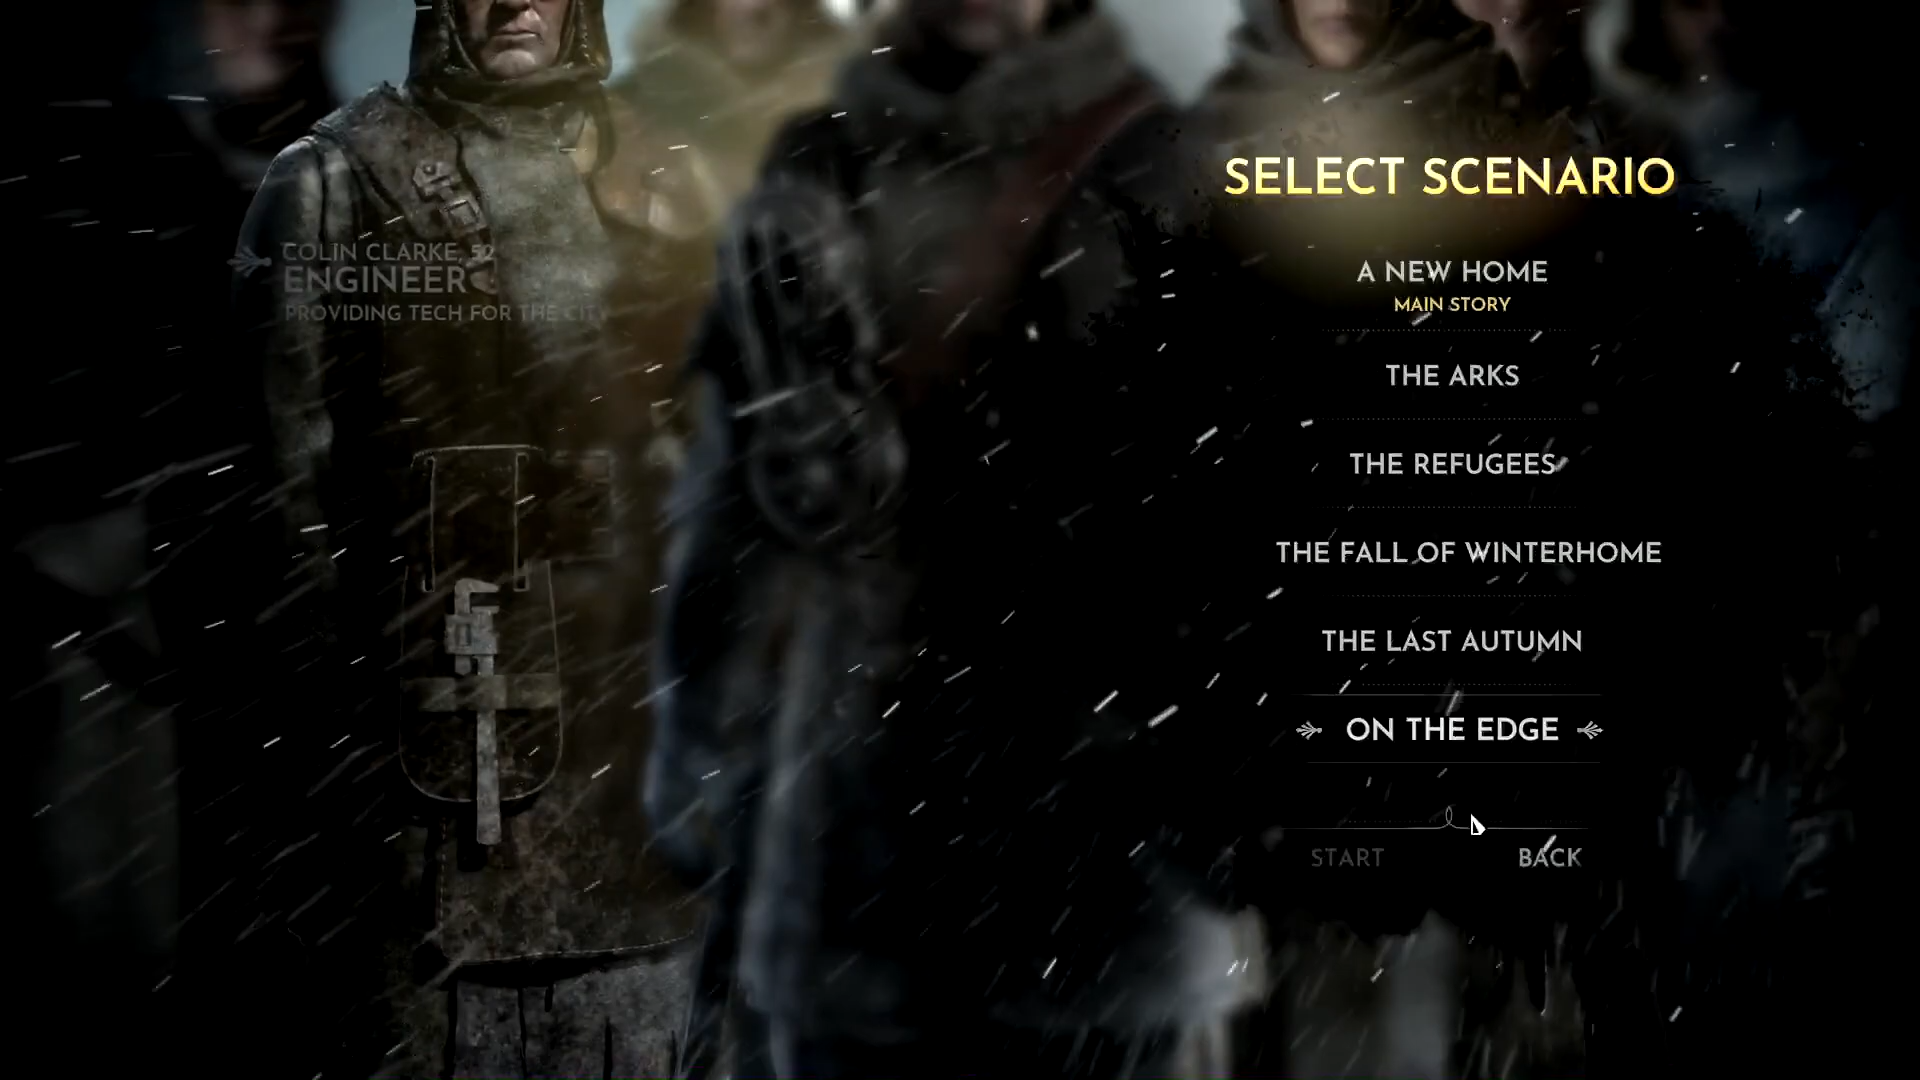 COLIN CLARKE, 52
ENGINEER
PROVIDING TECH FOR THE CITY
SELECT SCENARIO
A NEW HOME
MAIN STORY
THE ARKS
THE REFUGEES
THE FALL OF WINTERHOME
THE LAST AUTUMN
ON THE EDGE
START
BACK